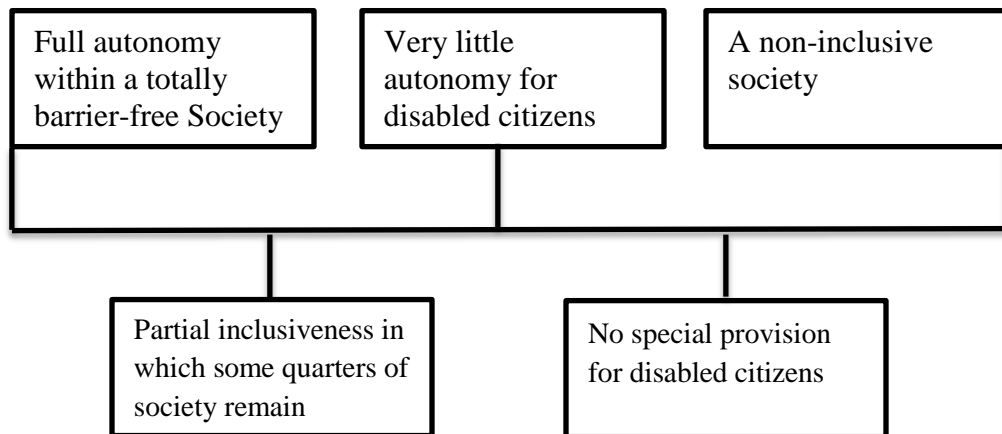 Full autonomy
within a totally
barrier-free Society
Very little
autonomy for
disabled citizens
A non-inclusive
society
Partial inclusiveness in
which some quarters of
society remain
No special provision
for disabled citizens